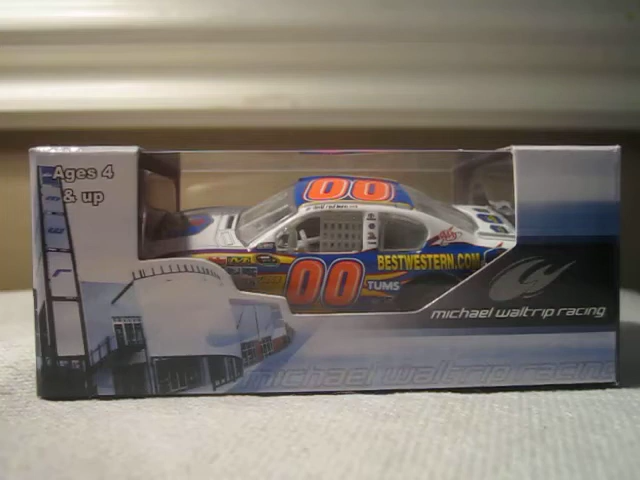 Ages 4
& up
00
BESTWESTERN.COM
00
TUMS
michael waltrip racing
michael waltrip racing